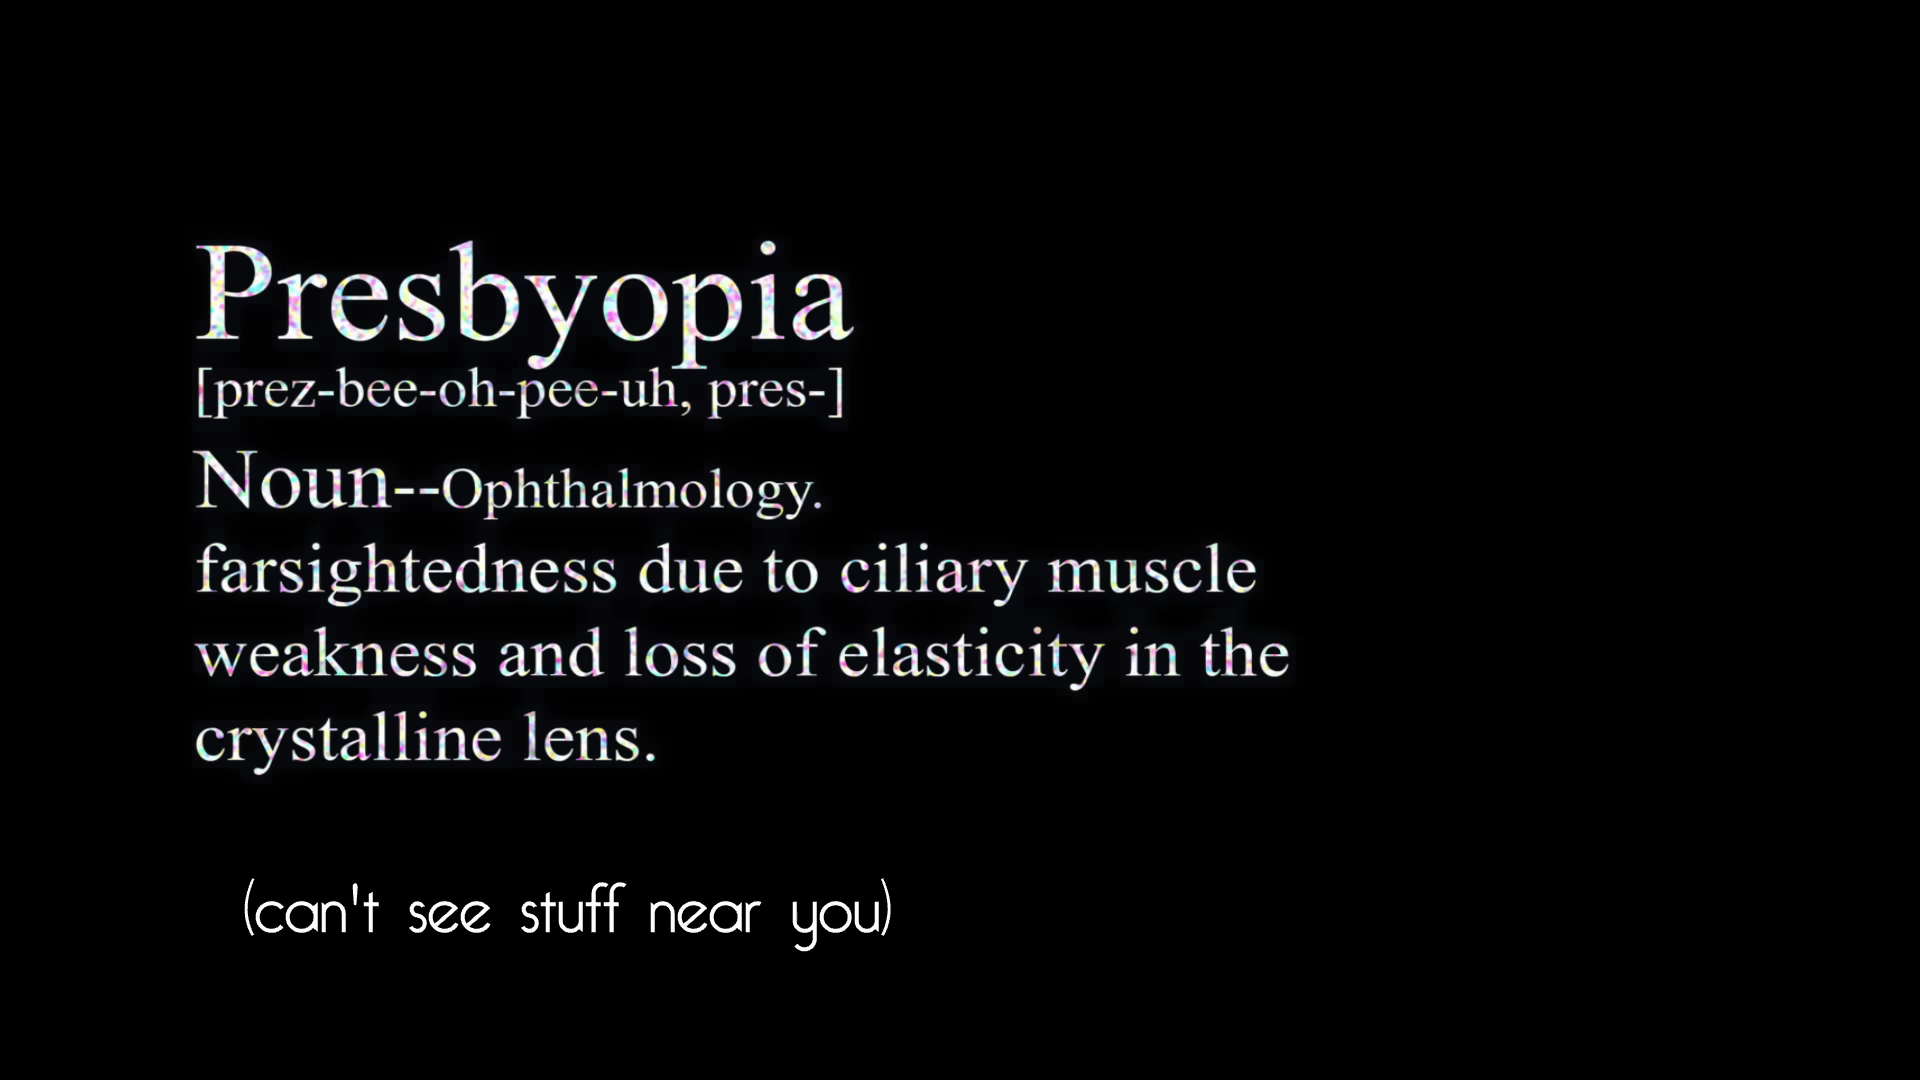 Presbyopia
[prez-bee-oh-pee-uh, pres-]
Noun--Ophthalmology.
farsightedness due to ciliary muscle
weakness and loss of elasticity in the
crystalline lens.
(can't see stuff near you)